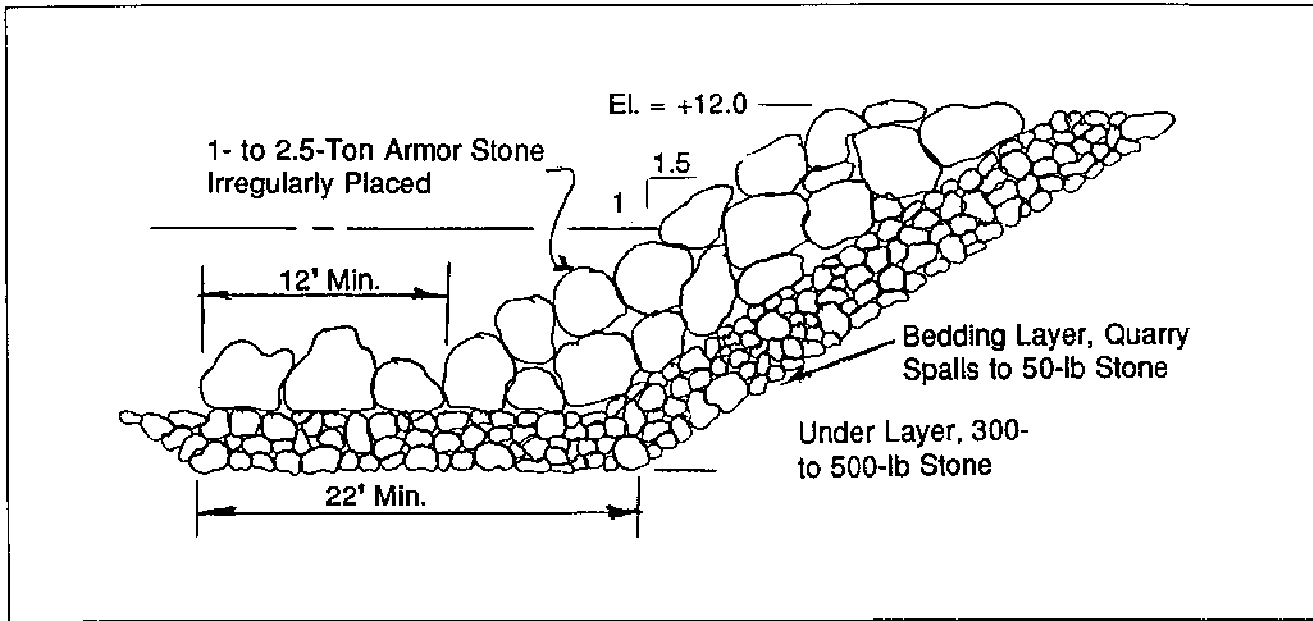 El. = +12.0
1- to 2.5-Ton Armor Stone
Irregularly Placed
1.5
1
12' Min.
Bedding Layer, Quarry
Spalls to 50-lb Stone
Under Layer, 300-
to 500-lb Stone
22' Min.